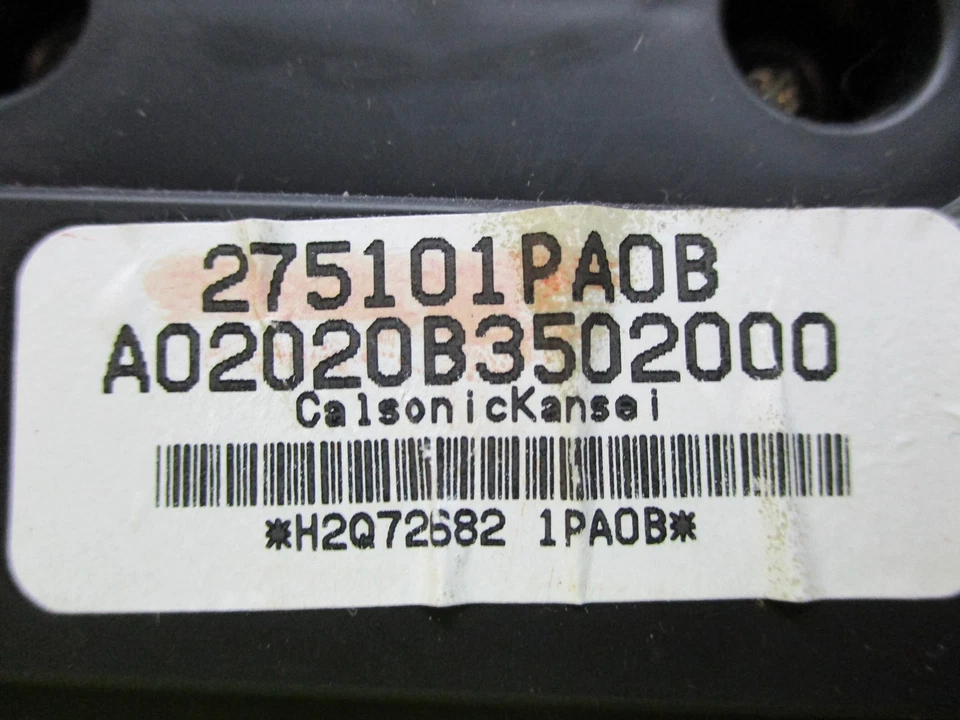 275101PA0B
A02020B3502000
CalsonicKansei
*H2Q72682 1PA0B*